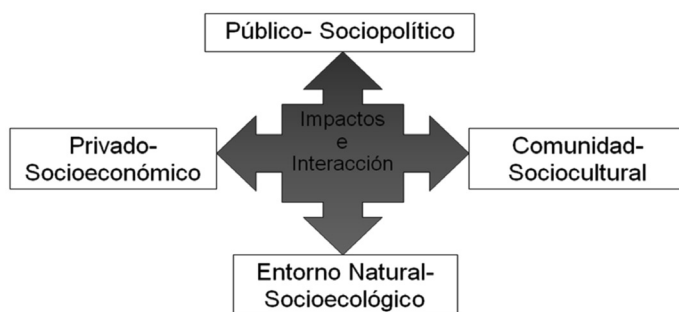 Público- Sociopolítico
Impactos
e
Interacción
Privado-
Socioeconómico
Comunidad-
Sociocultural
Entorno Natural-
Socioecológico